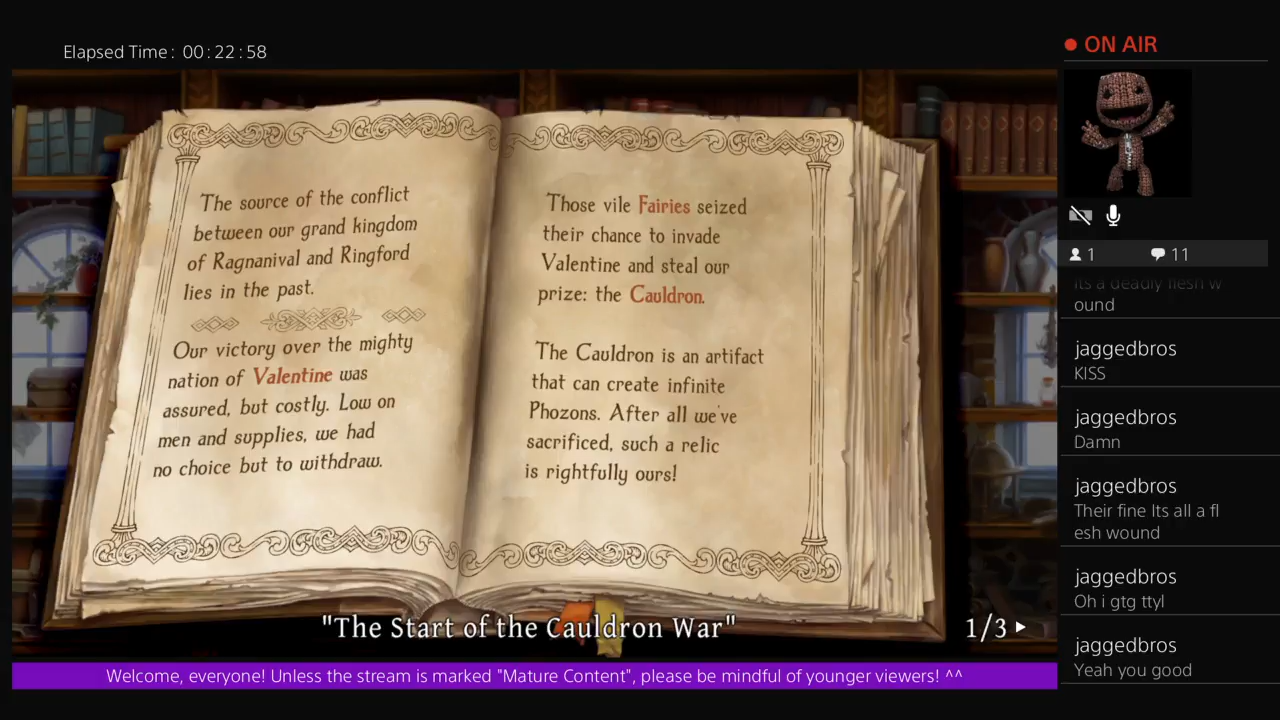 Elapsed Time: 00:22:58
ON AIR
The source of the conflict
between our grand kingdom
of Ragnanival and Ringford
lies in the past.
Our victory over the mighty
nation of Valentine was
assured, but costly. Low on
men and supplies, we had
no choice but to withdraw.
Those vile Fairies seized
their chance to invade
Valentine and steal our
prize: the Cauldron.
The Cauldron is an artifact
that can create infinite
Phozons. After all we've
sacrificed, such a relic
is rightfully ours!
"The Start of the Cauldron War"
1/3
Welcome, everyone! Unless the stream is marked "Mature Content", please be mindful of younger viewers! ^^
1
11
Its a deadly flesh w
ound
jaggedbros
KISS
jaggedbros
Damn
jaggedbros
Their fine Its all a fl
esh wound
jaggedbros
Oh i gtg ttyl
jaggedbros
Yeah you good